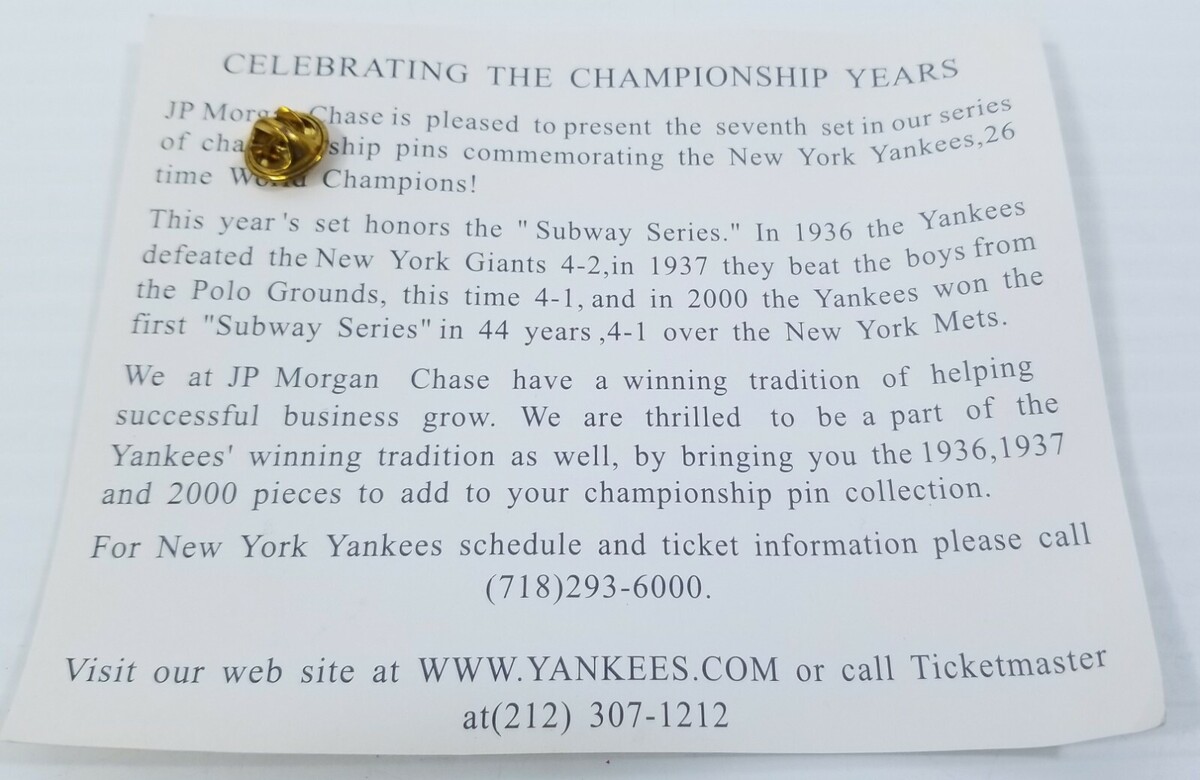 CELEBRATING THE CHAMPIONSHIP YEARS
JP Morgan Chase is pleased to present the seventh set in our series
of cha ship pins commemorating the New York Yankees,26
time World Champions!
This year's set honors the "Subway Series." In 1936 the Yankees
defeated the New York Giants 4-2,in 1937 they beat the boys from
the Polo Grounds, this time 4-1, and in 2000 the Yankees won the
first "Subway Series" in 44 years ,4-1 over the New York Mets.
We at JP Morgan Chase have a winning tradition of helping
successful business grow. We are thrilled to be a part of the
Yankees' winning tradition as well, by bringing you the 1936,1937
and 2000 pieces to add to your championship pin collection.
For New York Yankees schedule and ticket information please call
(718)293-6000.
Visit our web site at WWW.YANKEES.COM or call Ticketmaster
at(212) 307-1212